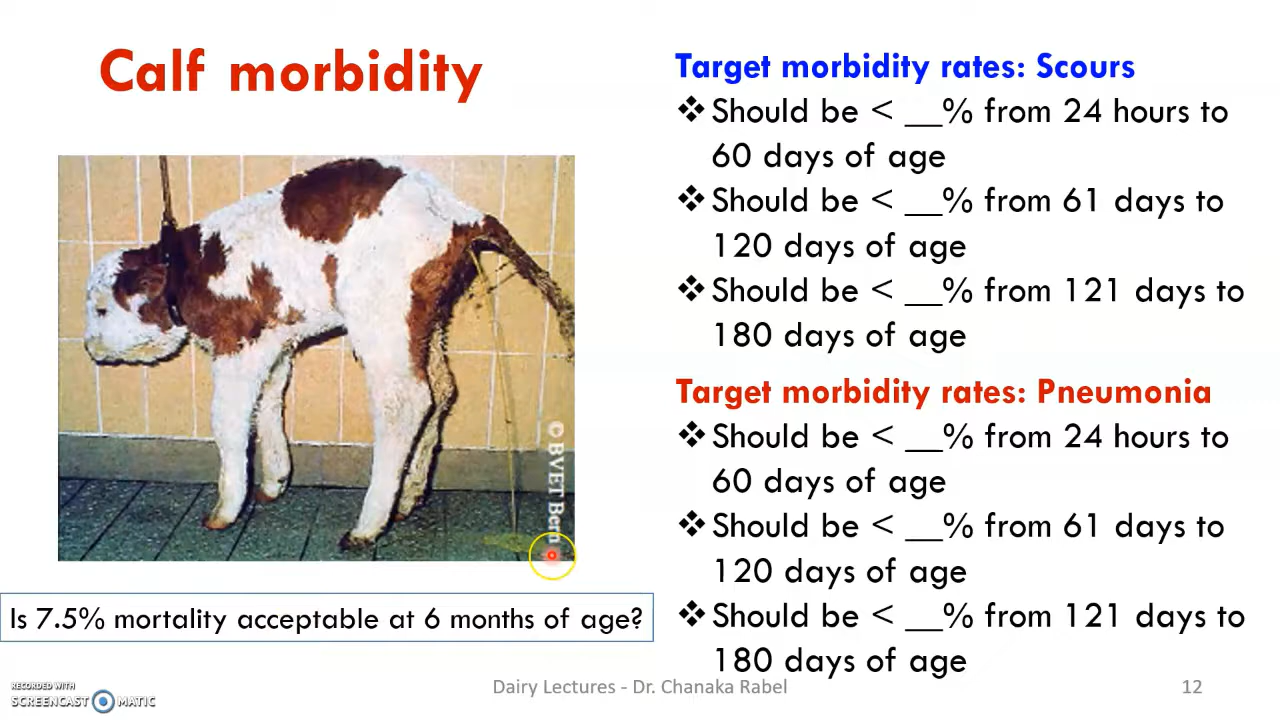 Calf morbidity
Target morbidity rates: Scours
❖ Should be < __% from 24 hours to
60 days of age
❖ Should be < __% from 61 days to
120 days of age
❖ Should be < __% from 121 days to
180 days of age
Target morbidity rates: Pneumonia
❖ Should be < __% from 24 hours to
60 days of age
❖ Should be < __% from 61 days to
120 days of age
❖ Should be < __% from 121 days to
180 days of age
© BVET Bern
Is 7.5% mortality acceptable at 6 months of age?
RECORDED WITH
SCREENCAST MATIC
Dairy Lectures - Dr. Chanaka Rabel
12